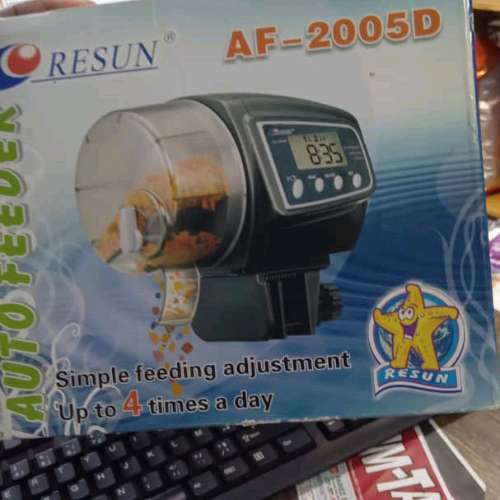 RESUN ®
AF-2005D
AUTO FEEDER
8:35
Simple feeding adjustment
Up to 4 times a day
RESUN
M-T